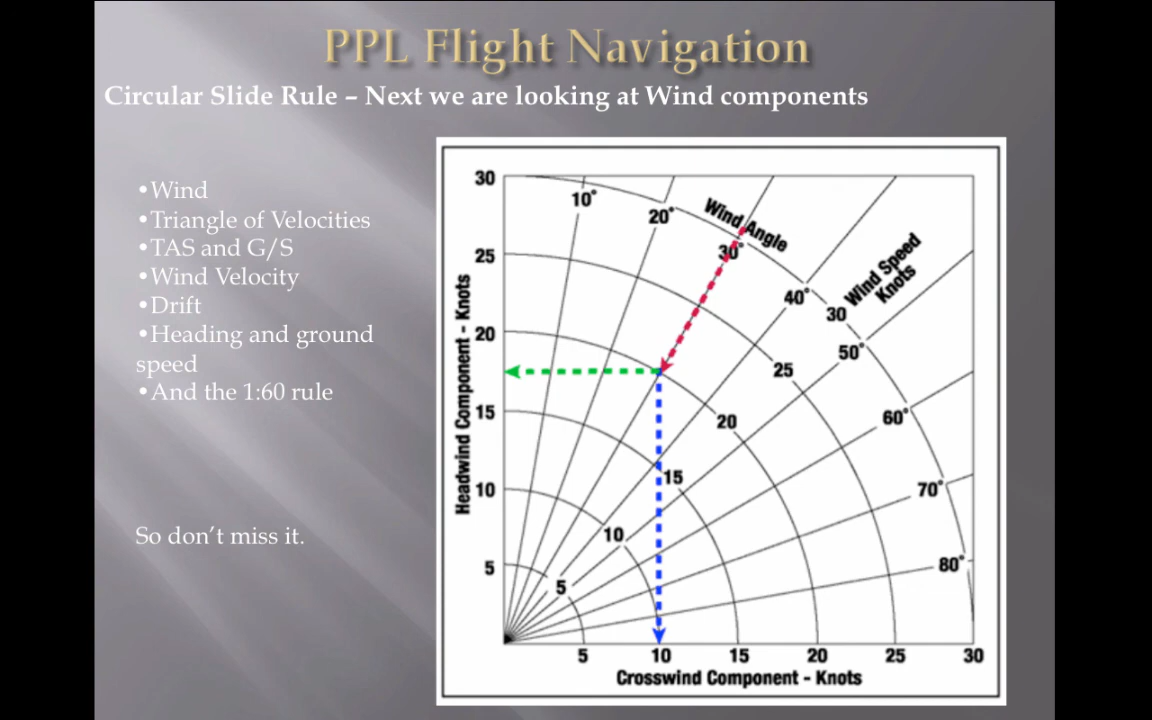 PPL Flight Navigation
Circular Slide Rule – Next we are looking at Wind components
•Wind
•Triangle of Velocities
•TAS and G/S
•Wind Velocity
•Drift
•Heading and ground
speed
•And the 1:60 rule
So don’t miss it.
30
25
20
15
10
5
Headwind Component - Knots
10°
20°
30°
40°
50°
60°
70°
80°
Wind Angle
Wind Speed
Knots
30
25
20
15
10
5
5 10 15 20 25 30
Crosswind Component - Knots